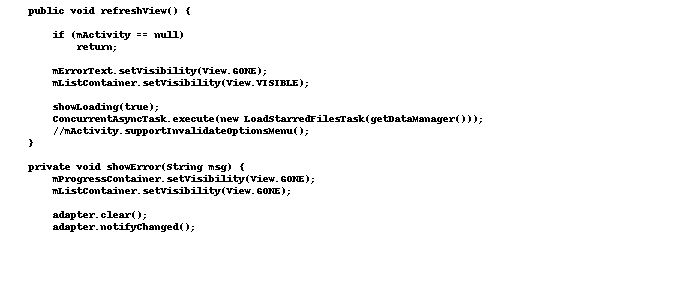 public void refreshView() {

    if (mActivity == null)
        return;

    mErrorText.setVisibility(View.GONE);
    mListContainer.setVisibility(View.VISIBLE);

    showLoading(true);
    ConcurrentAsyncTask.execute(new LoadStarredFilesTask(getDataManager()));
    //mActivity.supportInvalidateOptionsMenu();
}

private void showError(String msg) {
    mProgressContainer.setVisibility(View.GONE);
    mListContainer.setVisibility(View.GONE);

    adapter.clear();
    adapter.notifyChanged();